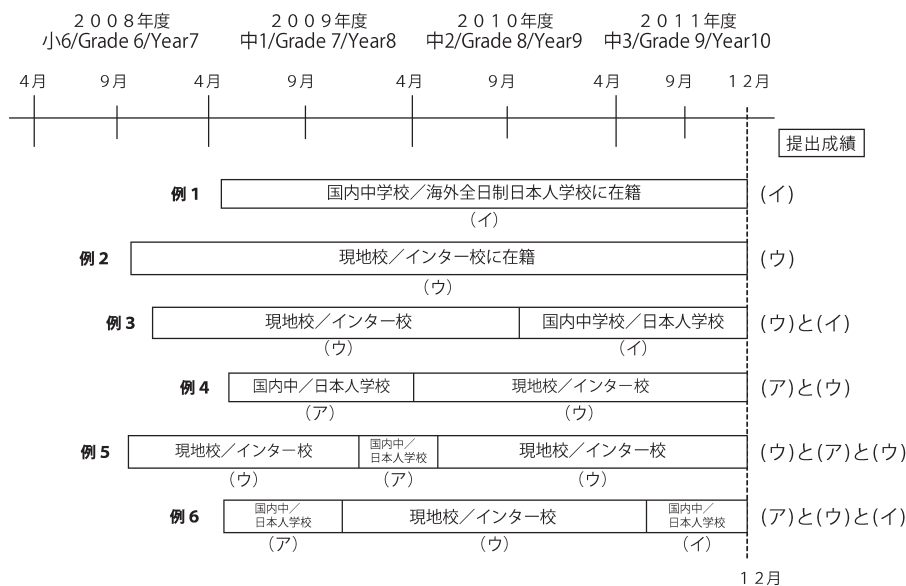 ２００８年度 ２００９年度 ２０１０年度 ２０１１年度
小6/Grade 6/Year7 中1/Grade 7/Year8 中2/Grade 8/Year9 中3/Grade 9/Year10
４月 ９月 ４月 ９月 ４月 ９月 ４月 ９月 １２月
提出成績
例 1 国内中学校／海外全日制日本人学校に在籍 (イ)
(イ)
例 2 現地校／インター校に在籍 (ウ)
(ウ)
例 3 現地校／インター校 国内中学校／日本人学校 (ウ)と(イ)
(ウ) (イ)
例 4 国内中／日本人学校 現地校／インター校 (ア)と(ウ)
(ア) (ウ)
例 5 現地校／インター校 国内中／ 現地校／インター校 (ウ)と(ア)と(ウ)
日本人学校
(ウ) (ア) (ウ)
例 6 国内中／ 現地校／インター校 国内中／ (ア)と(ウ)と(イ)
日本人学校 日本人学校
(ア) (ウ) (イ)
１２月